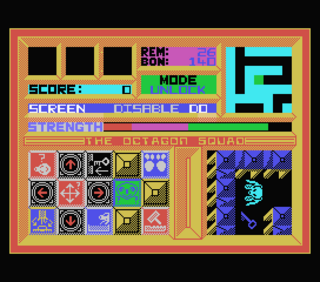 REM: 26
BON: 140
SCORE: 0
MODE
UNLOCK
SCREEN DISABLE 00
STRENGTH
THE OCTAGON SQUAD